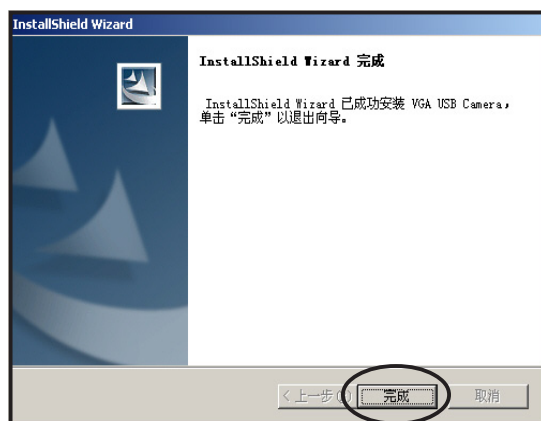 InstallShield Wizard
InstallShield Wizard 完成
InstallShield Wizard 已成功安装 VGA USB Camera，
单击“完成”以退出向导。
< 上一步
完成
取消